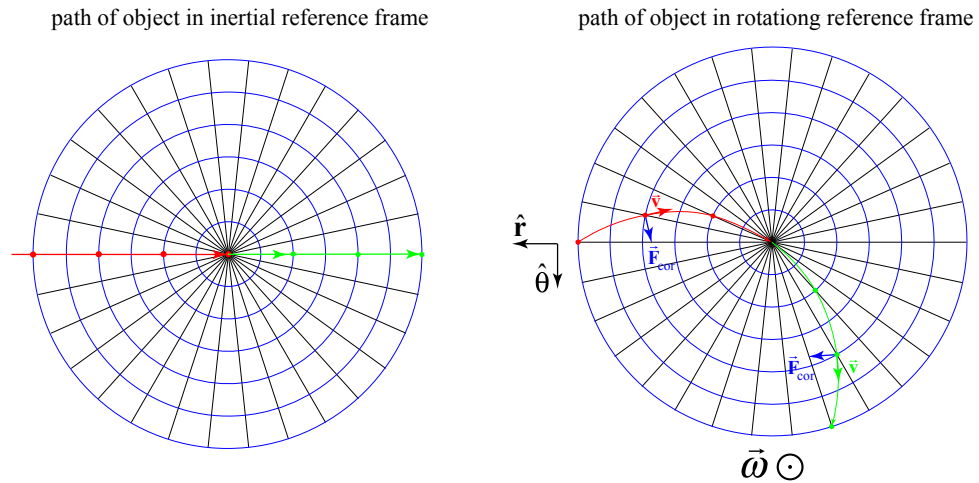 path of object in inertial reference frame
path of object in rotationg reference frame
v⃗
r̂
F⃗cor
θ̂
F⃗cor
v⃗
ω⃗ ⊙